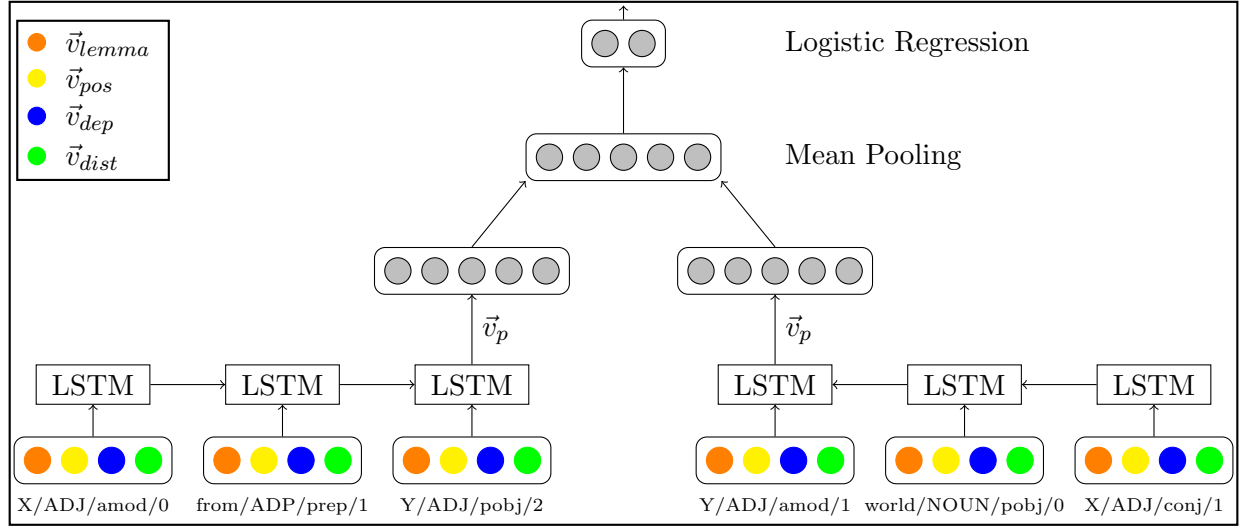 v⃗lemma
v⃗pos
v⃗dep
v⃗dist
Logistic Regression
Mean Pooling
v⃗p
v⃗p
LSTM LSTM LSTM LSTM LSTM LSTM
X/ADJ/amod/0 from/ADP/prep/1 Y/ADJ/pobj/2 Y/ADJ/amod/1 world/NOUN/pobj/0 X/ADJ/conj/1